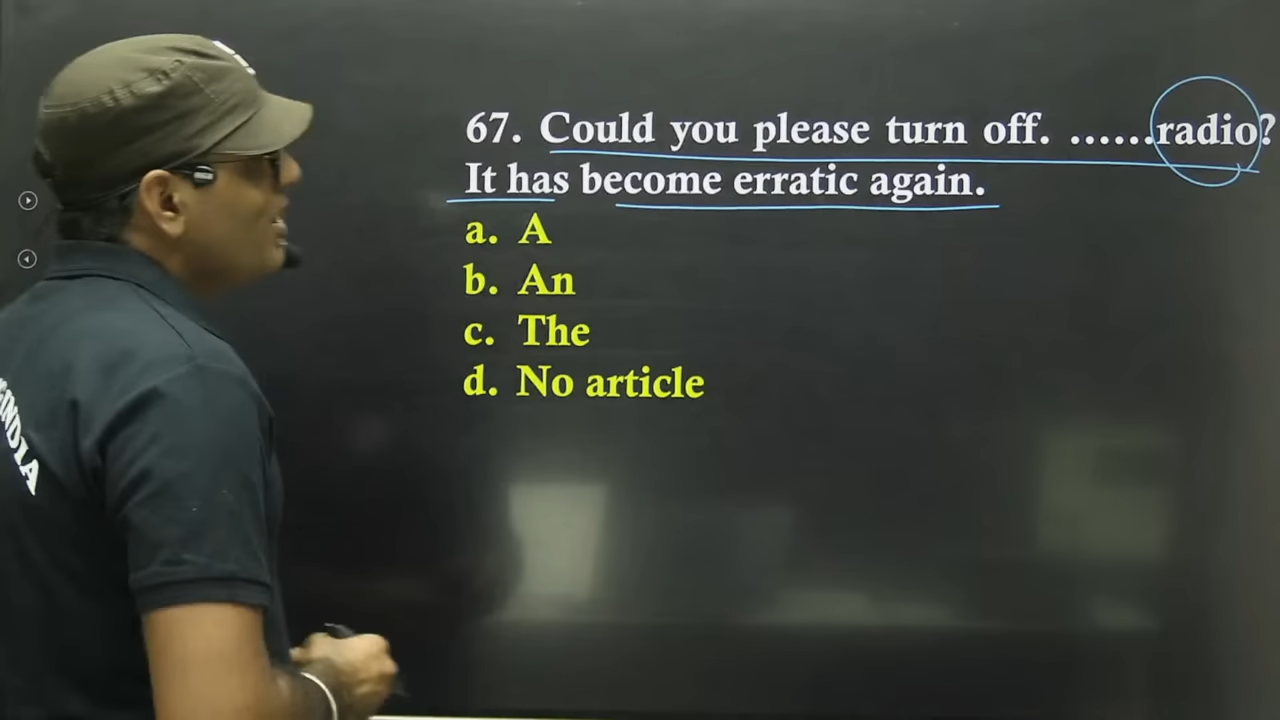 67. Could you please turn off. ......radio?
It has become erratic again.
a. A
b. An
c. The
d. No article